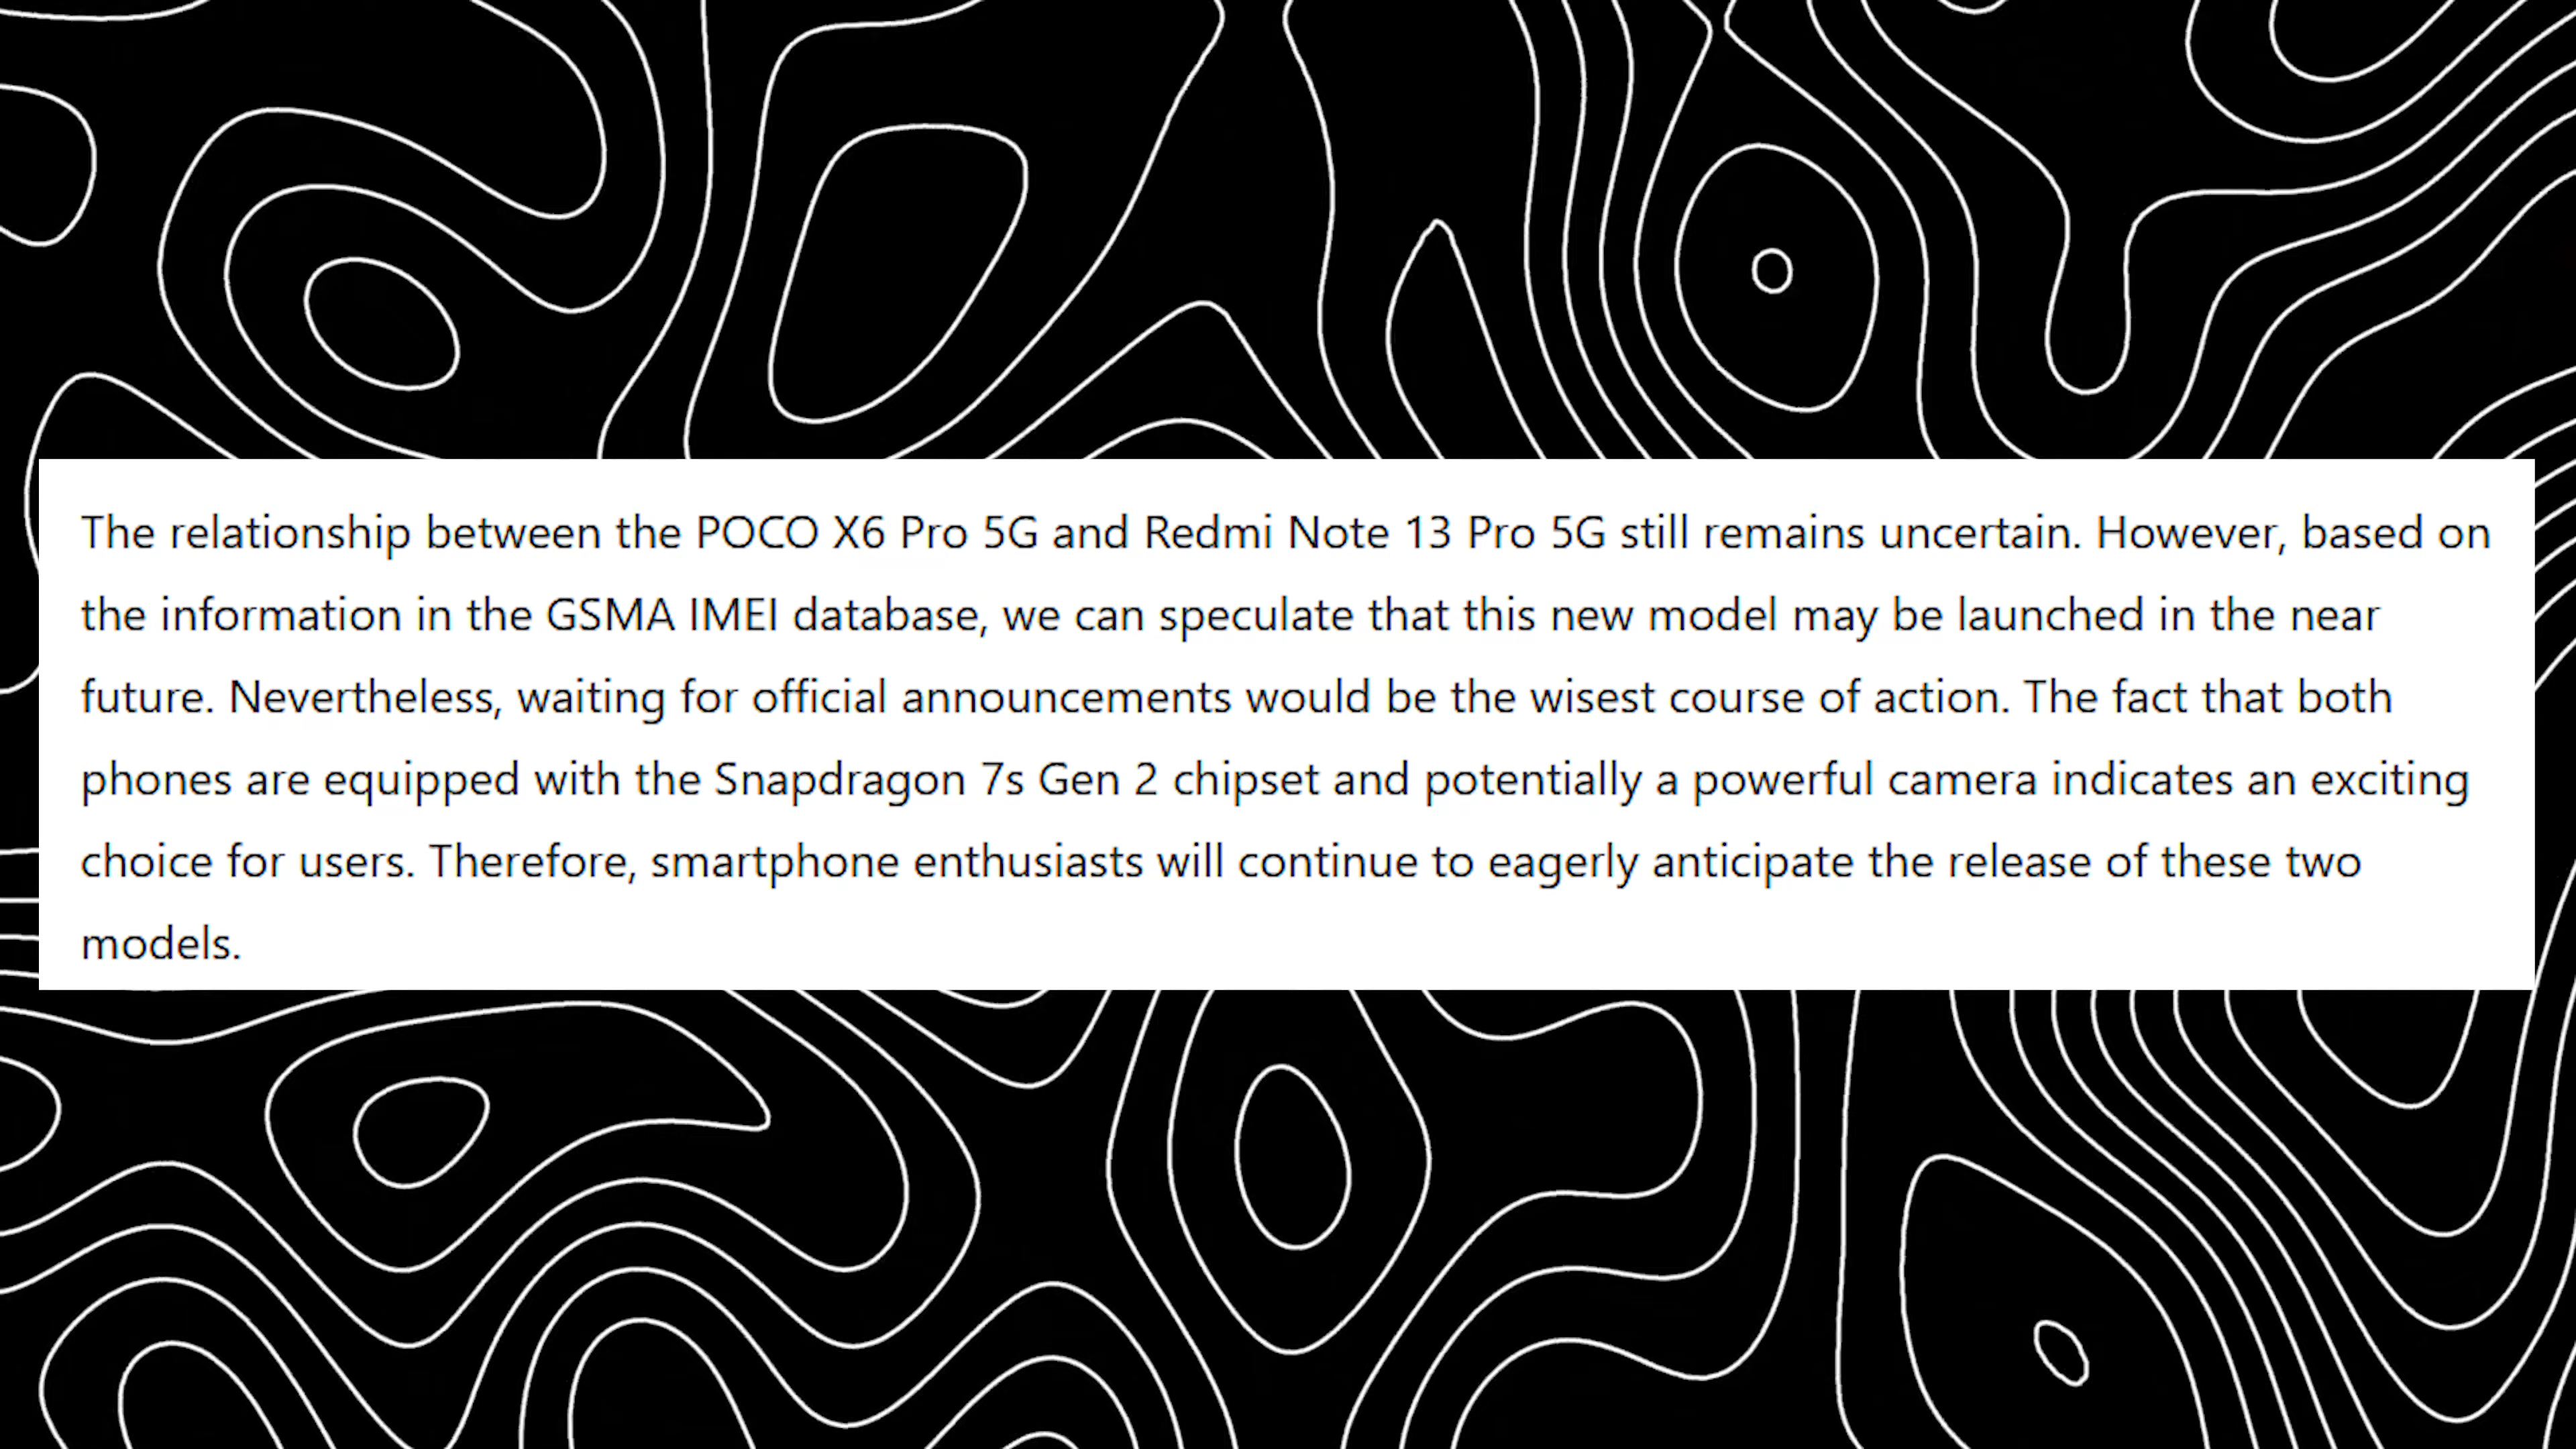 The relationship between the POCO X6 Pro 5G and Redmi Note 13 Pro 5G still remains uncertain. However, based on
the information in the GSMA IMEI database, we can speculate that this new model may be launched in the near
future. Nevertheless, waiting for official announcements would be the wisest course of action. The fact that both
phones are equipped with the Snapdragon 7s Gen 2 chipset and potentially a powerful camera indicates an exciting
choice for users. Therefore, smartphone enthusiasts will continue to eagerly anticipate the release of these two
models.